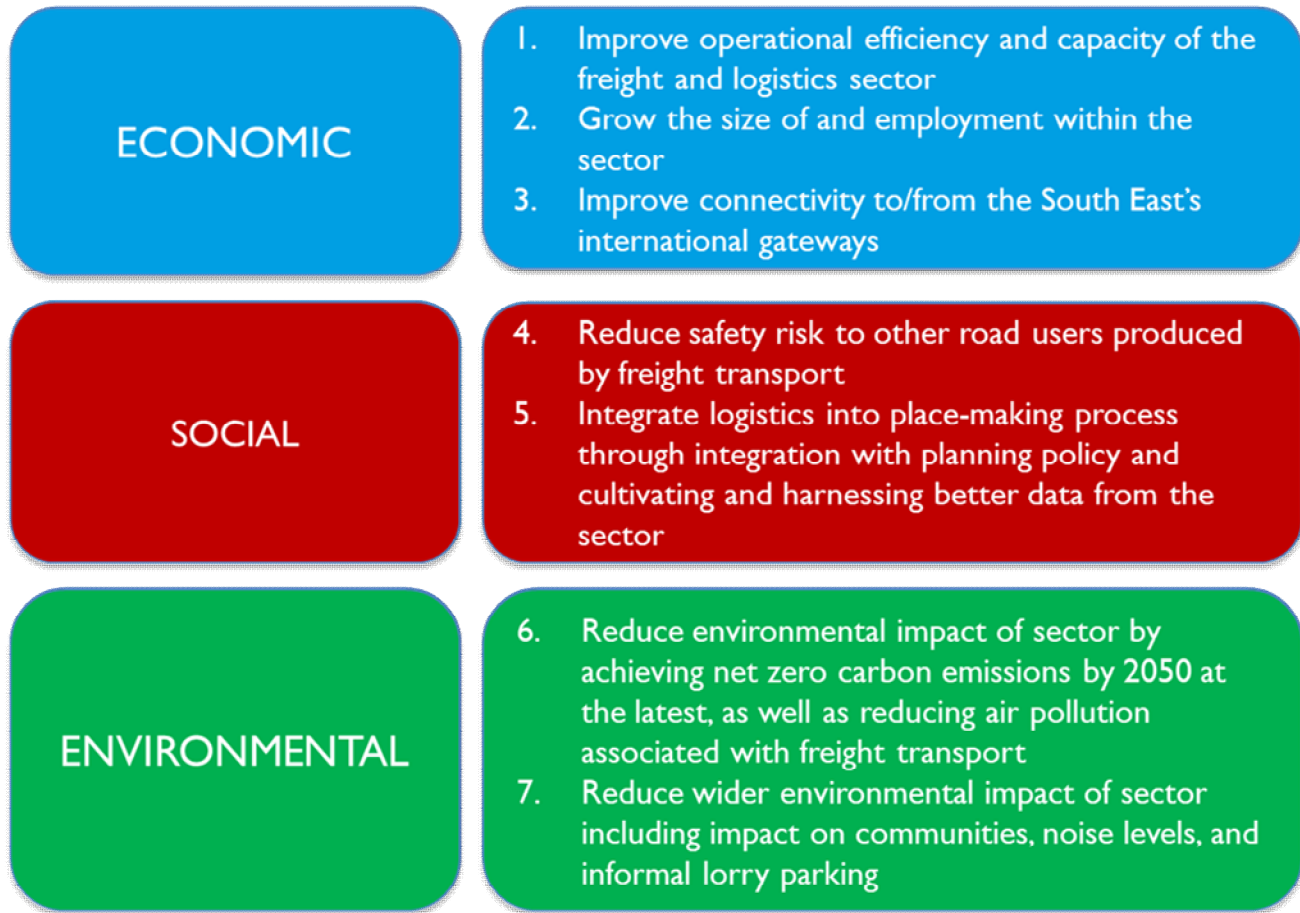 ECONOMIC
1. Improve operational efficiency and capacity of the
freight and logistics sector
2. Grow the size of and employment within the
sector
3. Improve connectivity to/from the South East's
international gateways
SOCIAL
4. Reduce safety risk to other road users produced
by freight transport
5. Integrate logistics into place-making process
through integration with planning policy and
cultivating and harnessing better data from the
sector
ENVIRONMENTAL
6. Reduce environmental impact of sector by
achieving net zero carbon emissions by 2050 at
the latest, as well as reducing air pollution
associated with freight transport
7. Reduce wider environmental impact of sector
including impact on communities, noise levels, and
informal lorry parking